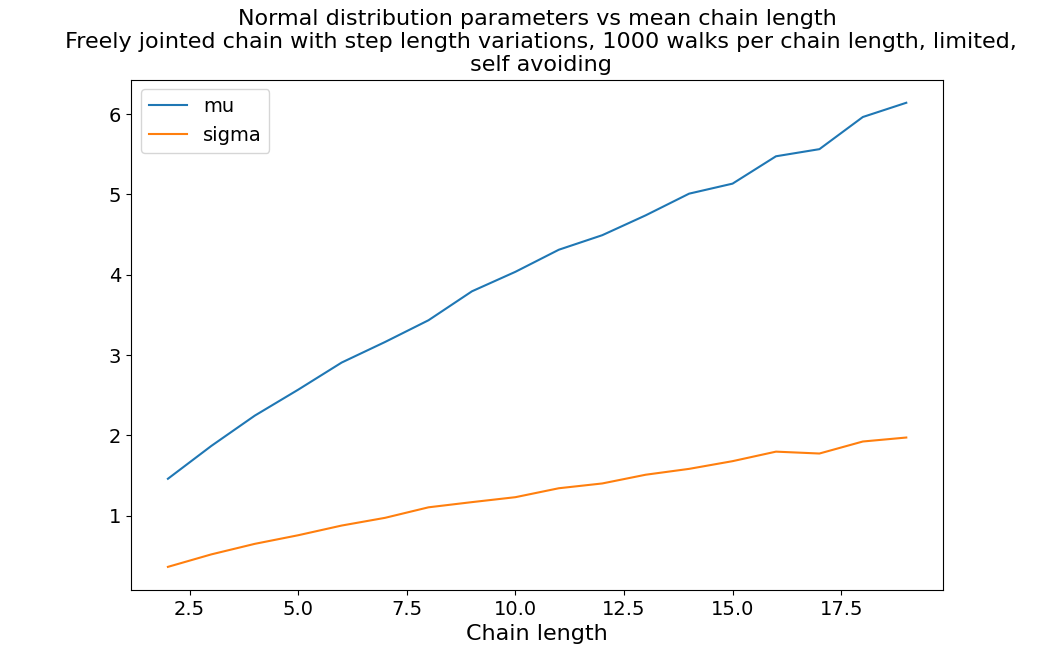 Normal distribution parameters vs mean chain length
Freely jointed chain with step length variations, 1000 walks per chain length, limited,
self avoiding
mu
sigma
6
5
4
3
2
1
2.5 5.0 7.5 10.0 12.5 15.0 17.5
Chain length